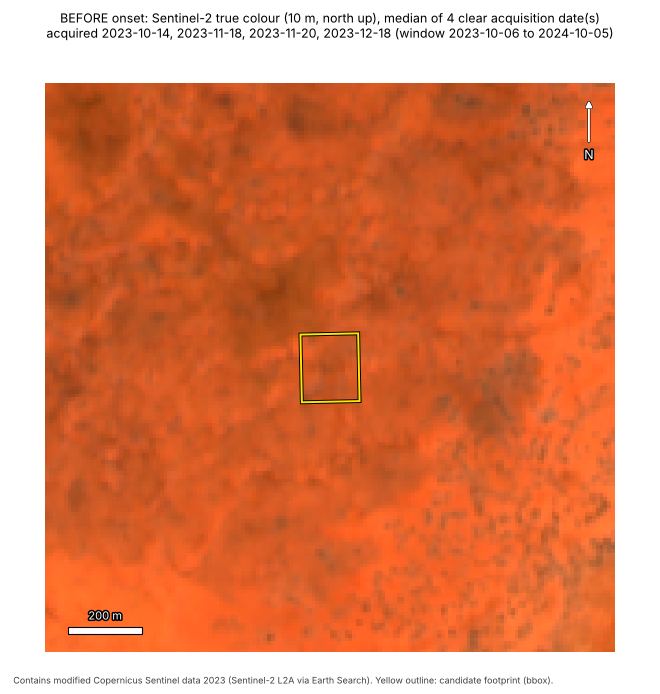 BEFORE onset: Sentinel-2 true colour (10 m, north up), median of 4 clear acquisition date(s)
acquired 2023-10-14, 2023-11-18, 2023-11-20, 2023-12-18 (window 2023-10-06 to 2024-10-05)
N
200 m
Contains modified Copernicus Sentinel data 2023 (Sentinel-2 L2A via Earth Search). Yellow outline: candidate footprint (bbox).